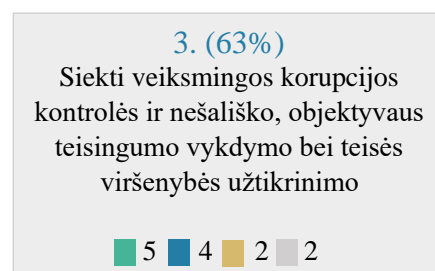 3. (63%)
Siekti veiksmingos korupcijos
kontrolės ir nešališko, objektyvaus
teisingumo vykdymo bei teisės
viršenybės užtikrinimo
5 4 2 2